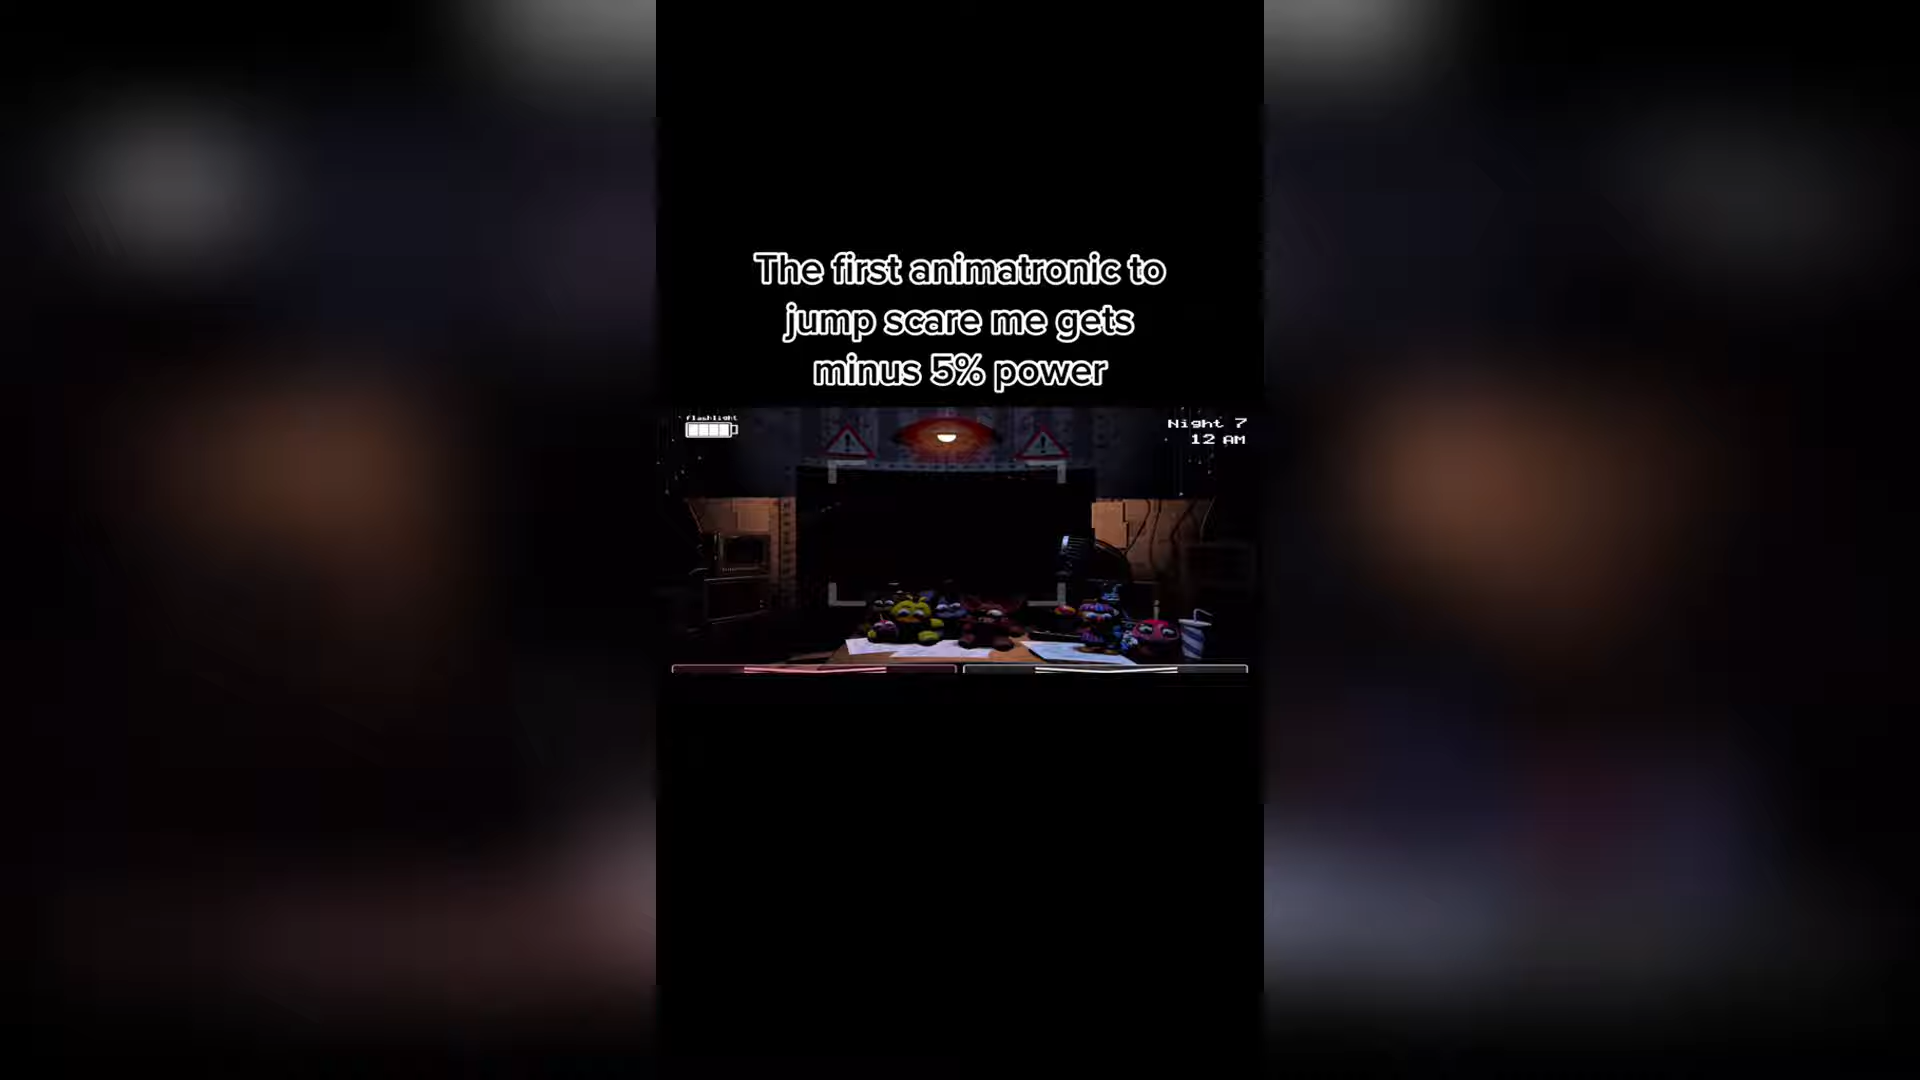 The first animatronic to
jump scare me gets
minus 5% power
flashlight
Night 7
12 AM